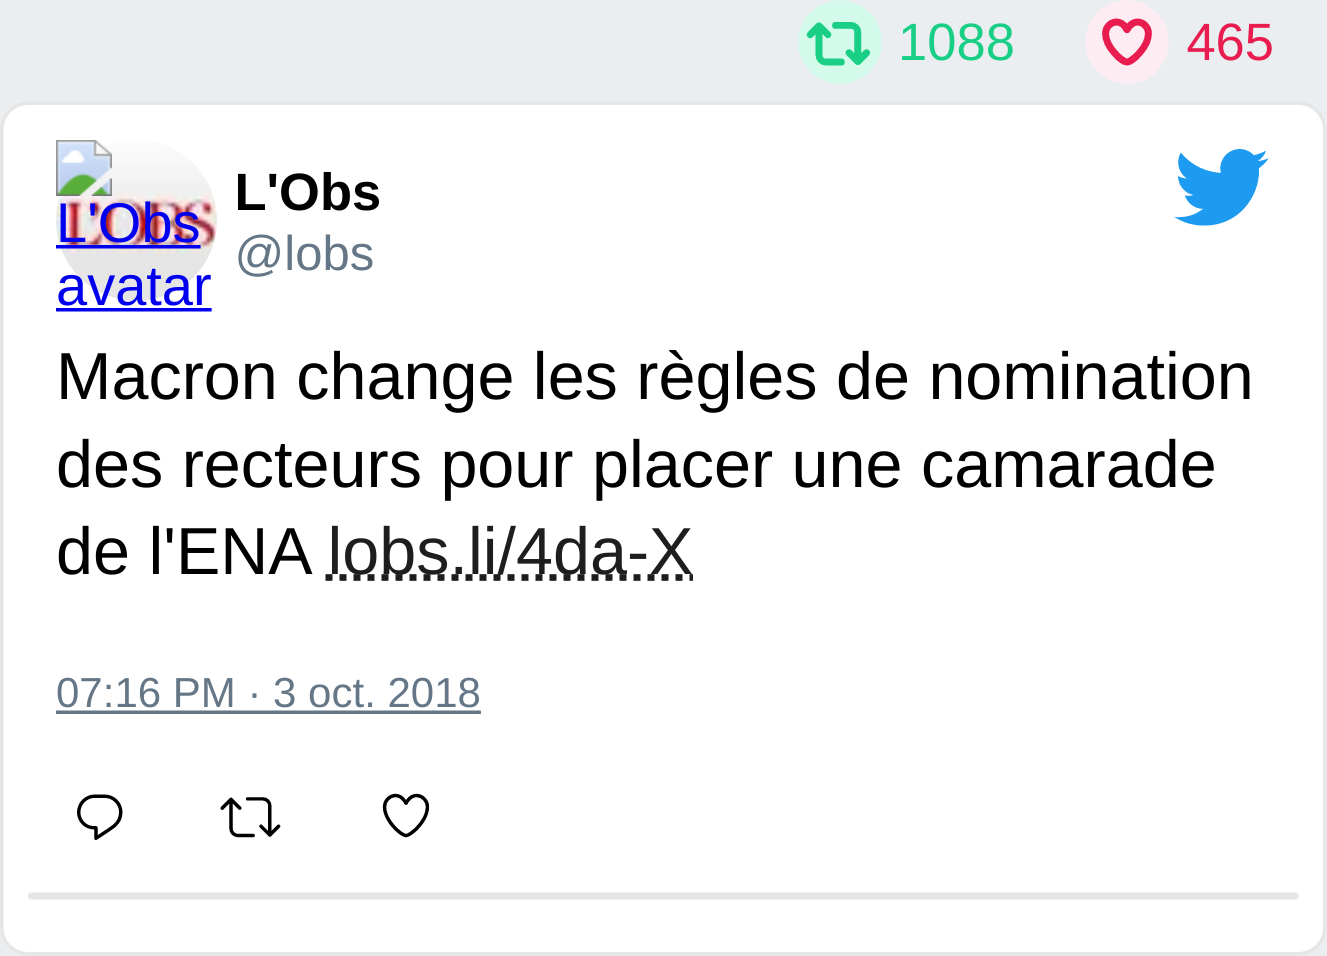 1088 465
L'Obs
@lobs
L'OBS
L'Obs
avatar
Macron change les règles de nomination
des recteurs pour placer une camarade
de l'ENA lobs.li/4da-X
07:16 PM · 3 oct. 2018